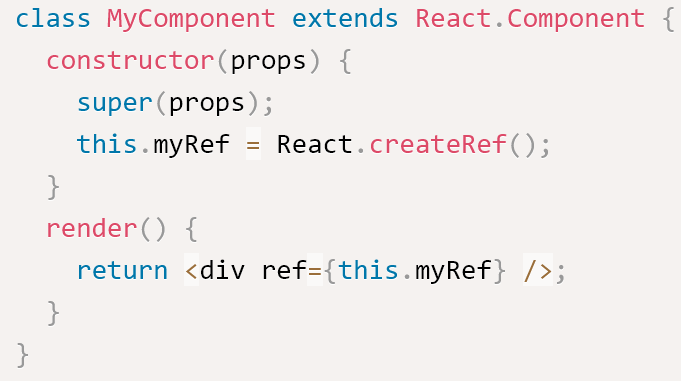 class MyComponent extends React.Component {
  constructor(props) {
    super(props);
    this.myRef = React.createRef();
  }
  render() {
    return <div ref={this.myRef} />;
  }
}